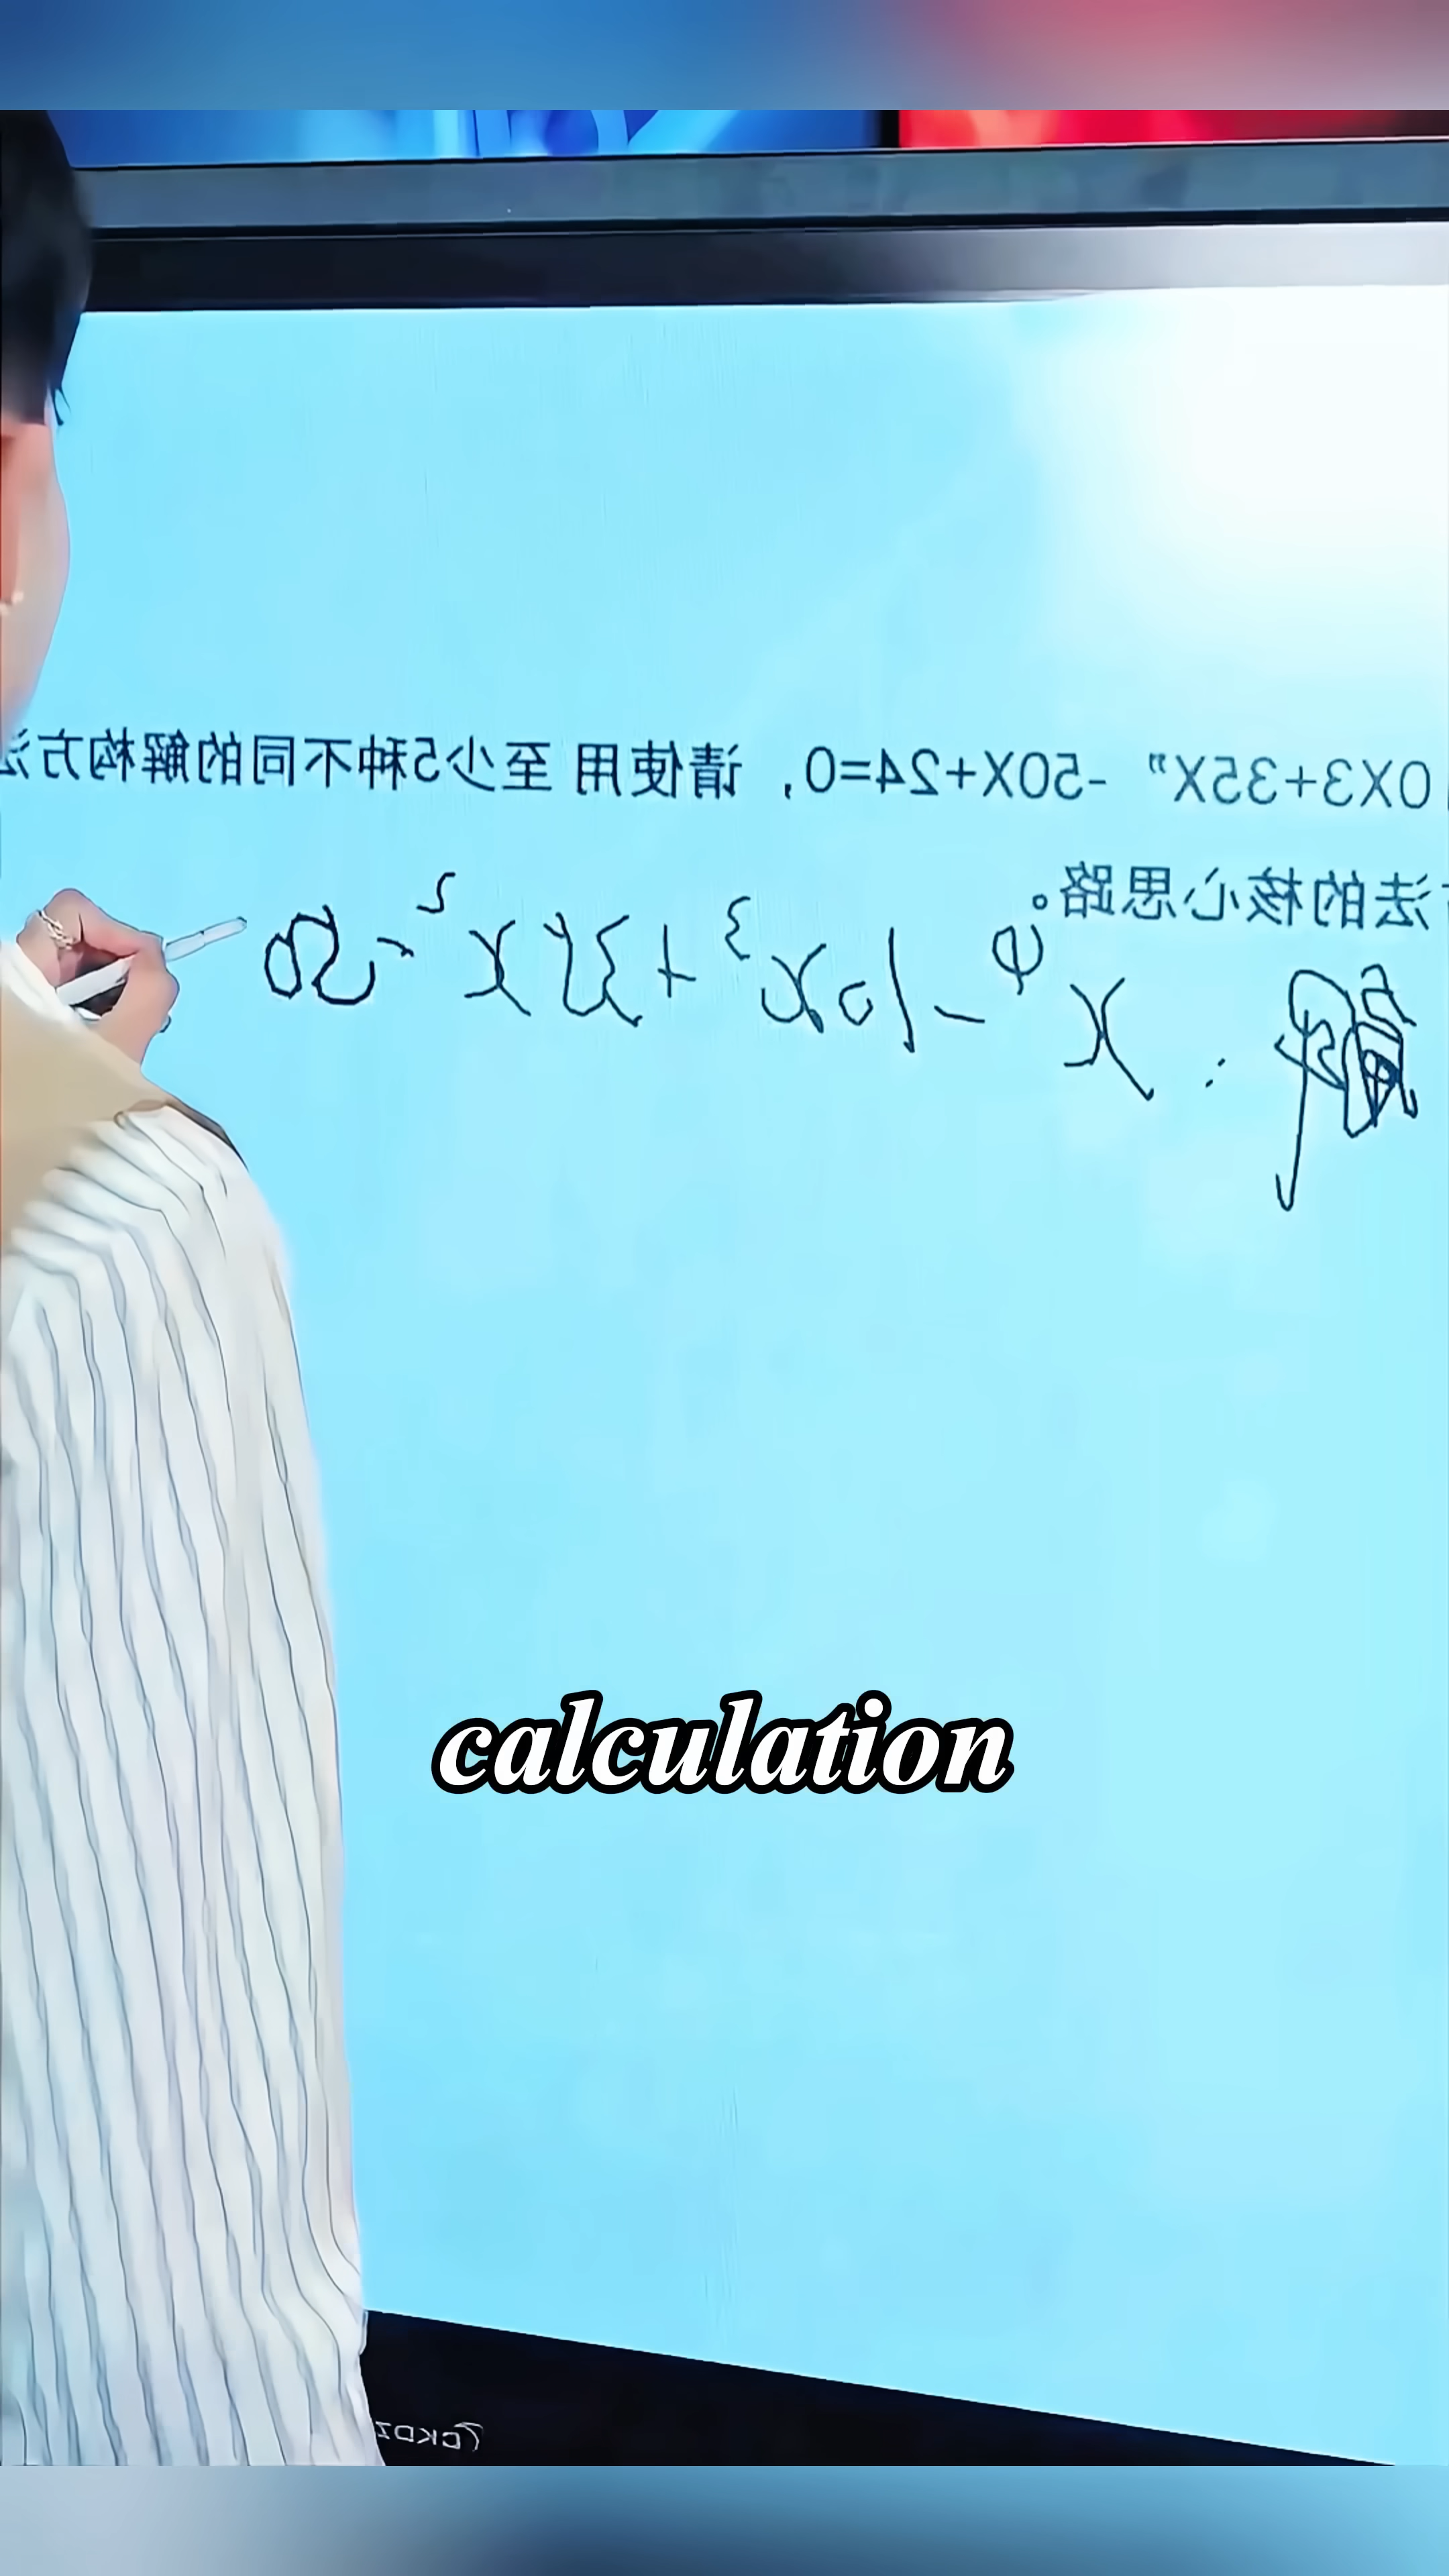 0X3+35X" -50X+24=0，请使用 至少5种不同的解构方法
方法的核心思路。
解: x⁴-10x³+35x²-50
calculation